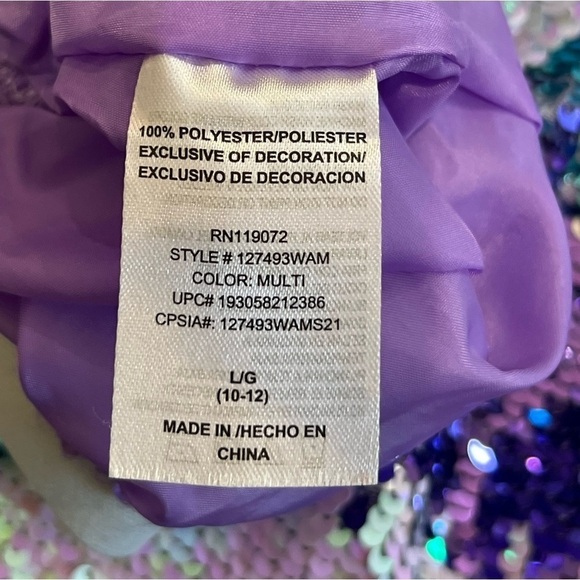 100% POLYESTER/POLIESTER
EXCLUSIVE OF DECORATION/
EXCLUSIVO DE DECORACION
RN119072
STYLE # 127493WAM
COLOR: MULTI
UPC# 193058212386
CPSIA#: 127493WAMS21
L/G
(10-12)
MADE IN /HECHO EN
CHINA